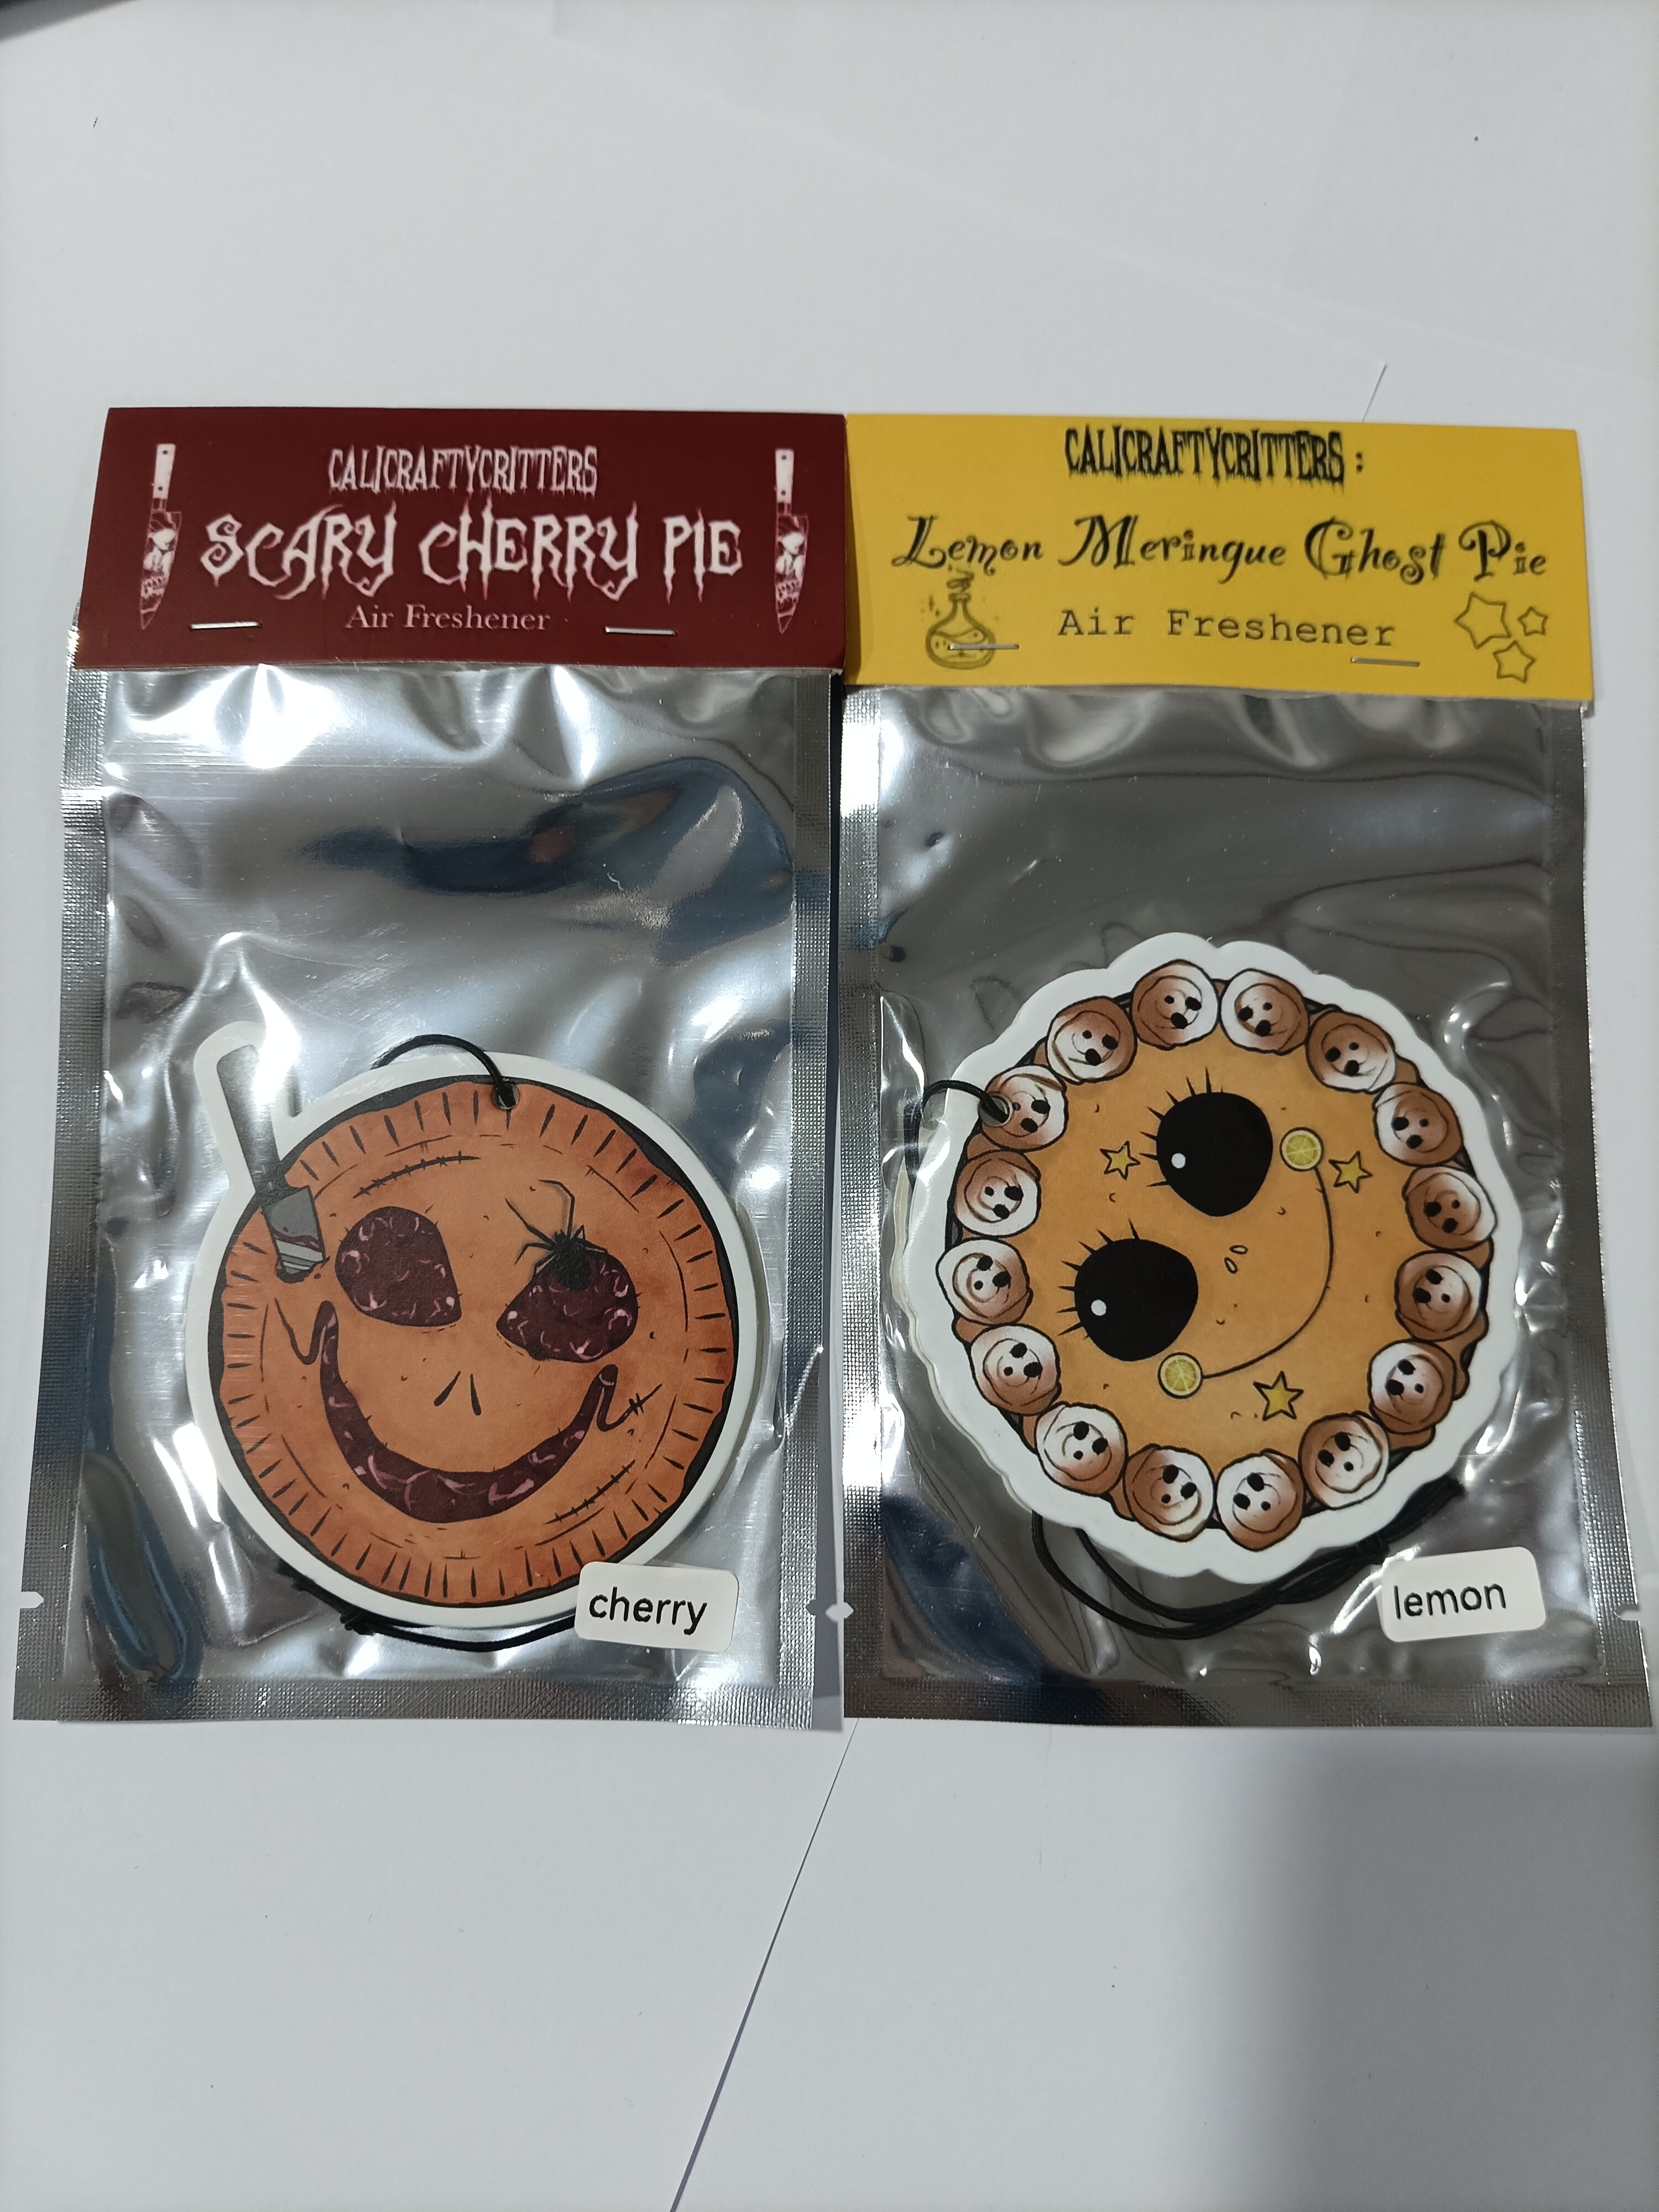 CALICRAFTYCRITTERS
SCARY CHERRY PIE
Air Freshener
cherry
CALICRAFTYCRITTERS :
Lemon Meringue Ghost Pie
Air Freshener
lemon